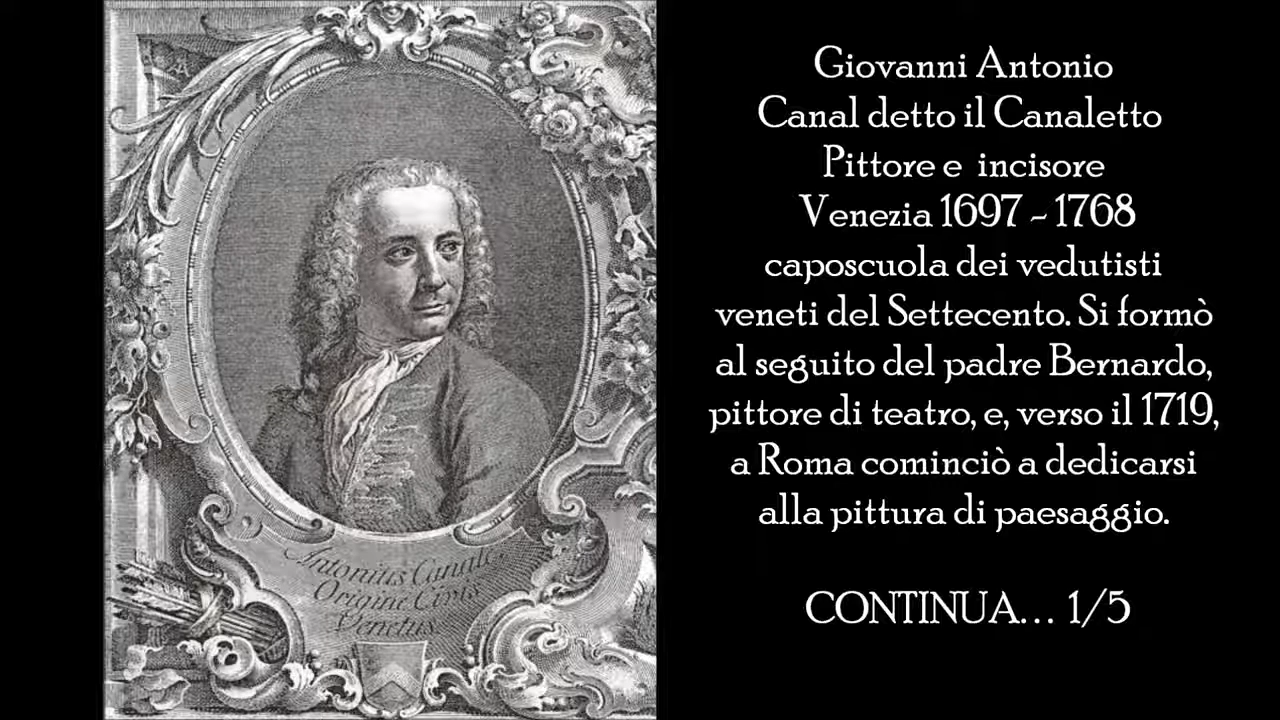 Giovanni Antonio
Canal detto il Canaletto
Pittore e incisore
Venezia 1697 - 1768
caposcuola dei vedutisti
veneti del Settecento. Si formò
al seguito del padre Bernardo,
pittore di teatro, e, verso il 1719,
a Roma cominciò a dedicarsi
alla pittura di paesaggio.
CONTINUA... 1/5
Antonius Canale
Origine Civis
Venetus